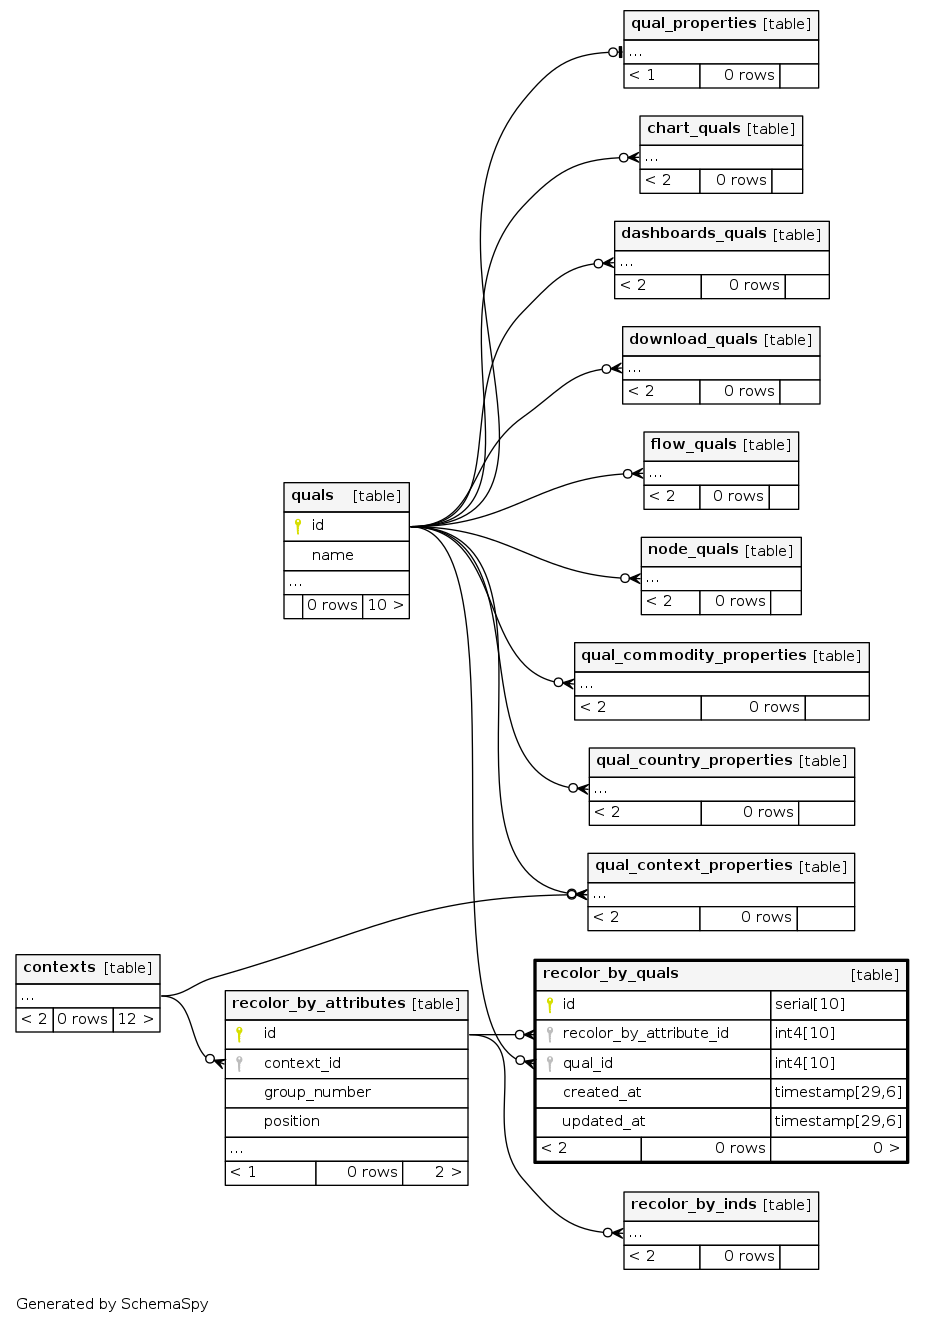 qual_properties [table]
...
< 1 0 rows
chart_quals [table]
...
< 2 0 rows
dashboards_quals [table]
...
< 2 0 rows
download_quals [table]
...
< 2 0 rows
flow_quals [table]
...
< 2 0 rows
quals [table]
id
name
...
0 rows 10 >
node_quals [table]
...
< 2 0 rows
qual_commodity_properties [table]
...
< 2 0 rows
qual_country_properties [table]
...
< 2 0 rows
qual_context_properties [table]
...
< 2 0 rows
contexts [table]
...
< 2 0 rows 12 >
recolor_by_attributes [table]
id
context_id
group_number
position
...
< 1 0 rows 2 >
recolor_by_quals [table]
id serial[10]
recolor_by_attribute_id int4[10]
qual_id int4[10]
created_at timestamp[29,6]
updated_at timestamp[29,6]
< 2 0 rows 0 >
recolor_by_inds [table]
...
< 2 0 rows
Generated by SchemaSpy